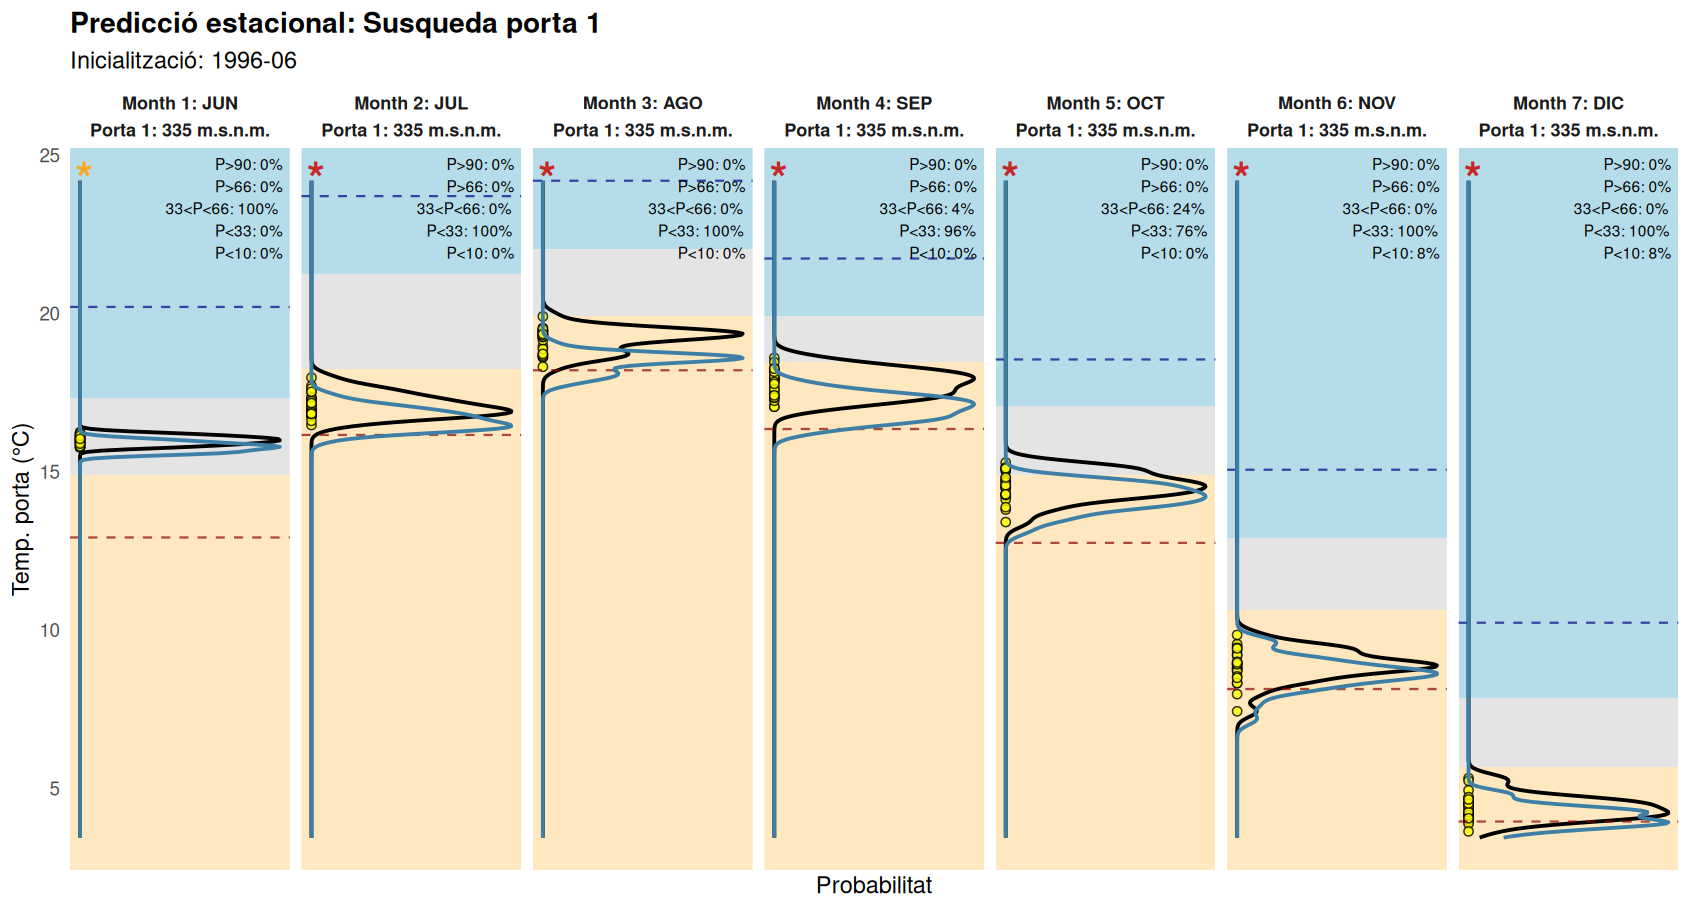 Predicció estacional: Susqueda porta 1
Inicialització: 1996-06
Month 1: JUN
Porta 1: 335 m.s.n.m.
Month 2: JUL
Porta 1: 335 m.s.n.m.
Month 3: AGO
Porta 1: 335 m.s.n.m.
Month 4: SEP
Porta 1: 335 m.s.n.m.
Month 5: OCT
Porta 1: 335 m.s.n.m.
Month 6: NOV
Porta 1: 335 m.s.n.m.
Month 7: DIC
Porta 1: 335 m.s.n.m.
Temp. porta (°C)
25
20
15
10
5
*
P>90: 0%
P>66: 0%
33<P<66: 100%
P<33: 0%
P<10: 0%
*
P>90: 0%
P>66: 0%
33<P<66: 0%
P<33: 100%
P<10: 0%
*
P>90: 0%
P>66: 0%
33<P<66: 0%
P<33: 100%
P<10: 0%
*
P>90: 0%
P>66: 0%
33<P<66: 4%
P<33: 96%
P<10: 0%
*
P>90: 0%
P>66: 0%
33<P<66: 24%
P<33: 76%
P<10: 0%
*
P>90: 0%
P>66: 0%
33<P<66: 0%
P<33: 100%
P<10: 8%
*
P>90: 0%
P>66: 0%
33<P<66: 0%
P<33: 100%
P<10: 8%
Probabilitat